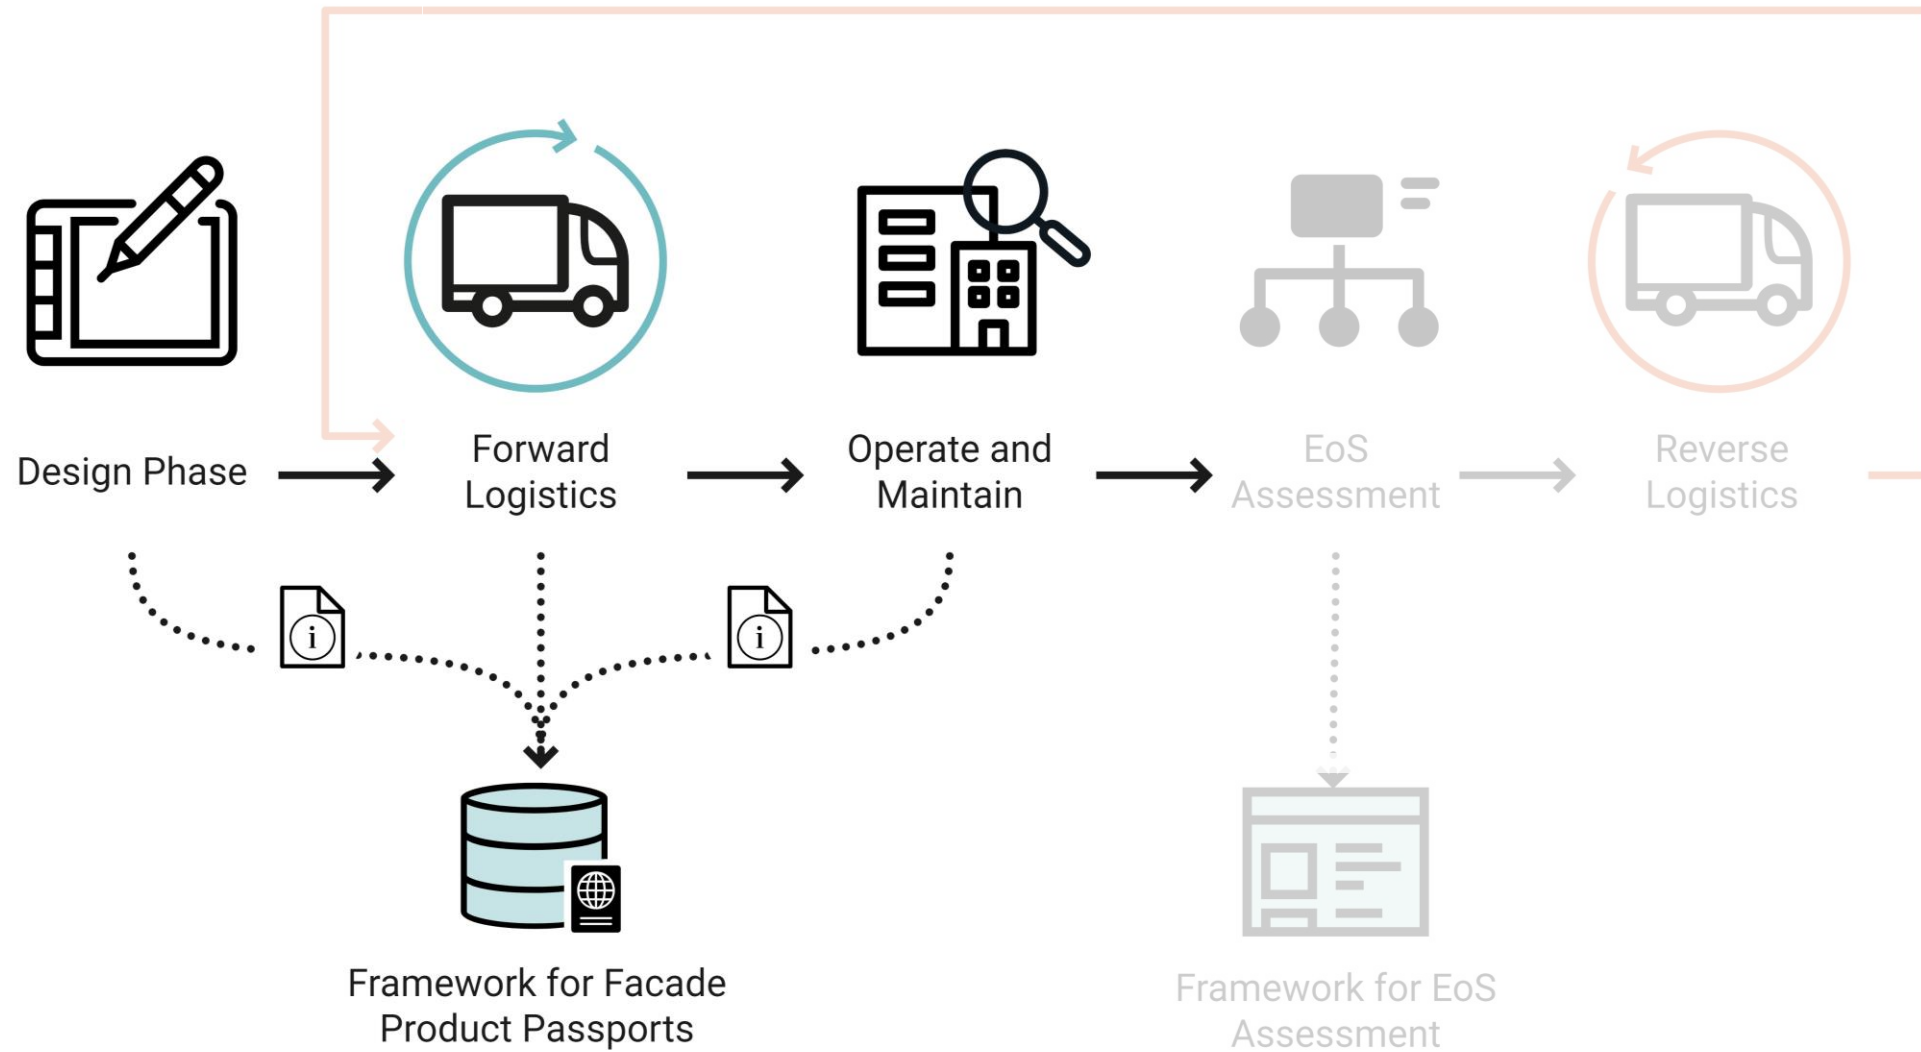 Design Phase
Forward
Logistics
Operate and
Maintain
EoS
Assessment
Reverse
Logistics
i
i
Framework for Facade
Product Passports
Framework for EoS
Assessment